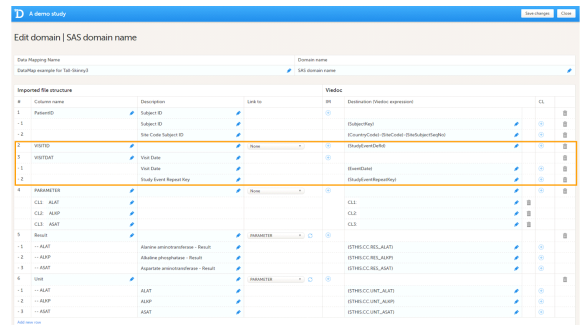 A demo study Save changes Close
Edit domain | SAS domain name
Data Mapping Name Domain name
DataMap example for Tall-Skinny3 SAS domain name
Imported file structure Viedoc
# Column name Description Link to VR Destination (Viedoc expression) CL
1 PatientID Subject ID
- 1 Subject ID {SubjectKey}
- 2 Site Code Subject ID {CountryCode}-{SiteCode}-{SiteSubjectSeqNo}
2 VISITID None {StudyEventDefId}
3 VISITDAT Visit Date
- 1 Visit Date {EventDate}
- 2 Study Event Repeat Key {StudyEventRepeatKey}
4 PARAMETER None
CL1: ALAT CL1
CL2: ALKP CL2
CL3: ASAT CL3
5 Result PARAMETER
- 1 -- ALAT Alanine aminotransferase - Result {$THIS.CC.RES_ALAT}
- 2 -- ALKP Alkaline phosphatase - Result {$THIS.CC.RES_ALKP}
- 3 -- ASAT Aspartate aminotransferase - Result {$THIS.CC.RES_ASAT}
6 Unit PARAMETER
- 1 -- ALAT ALAT {$THIS.CC.UNT_ALAT}
- 2 -- ALKP ALKP {$THIS.CC.UNT_ALKP}
- 3 -- ASAT ASAT {$THIS.CC.UNT_ASAT}
Add new row